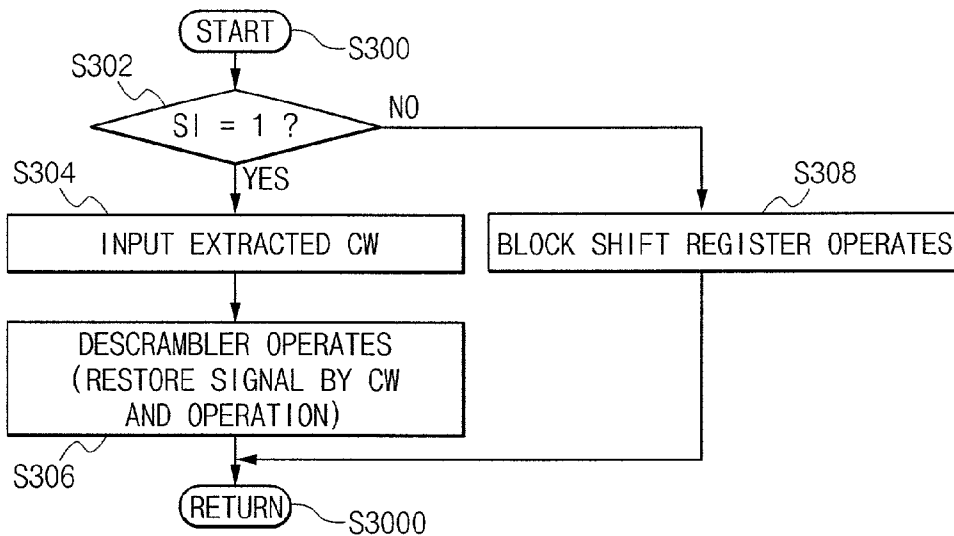 START
S300
S302
SI = 1 ?
NO
YES
S304
S308
INPUT EXTRACTED CW
BLOCK SHIFT REGISTER OPERATES
DESCRAMBLER OPERATES
(RESTORE SIGNAL BY CW
AND OPERATION)
S306
RETURN
S3000